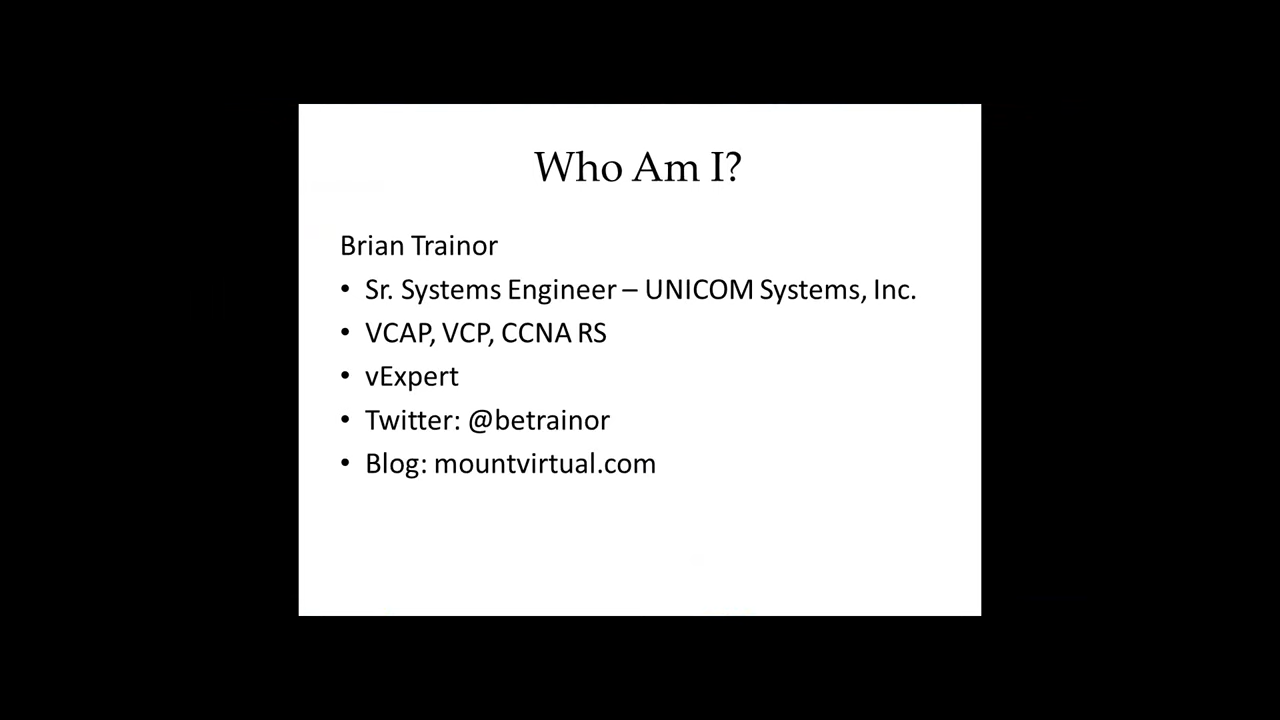 Who Am I?
Brian Trainor
• Sr. Systems Engineer – UNICOM Systems, Inc.
• VCAP, VCP, CCNA RS
• vExpert
• Twitter: @betrainor
• Blog: mountvirtual.com